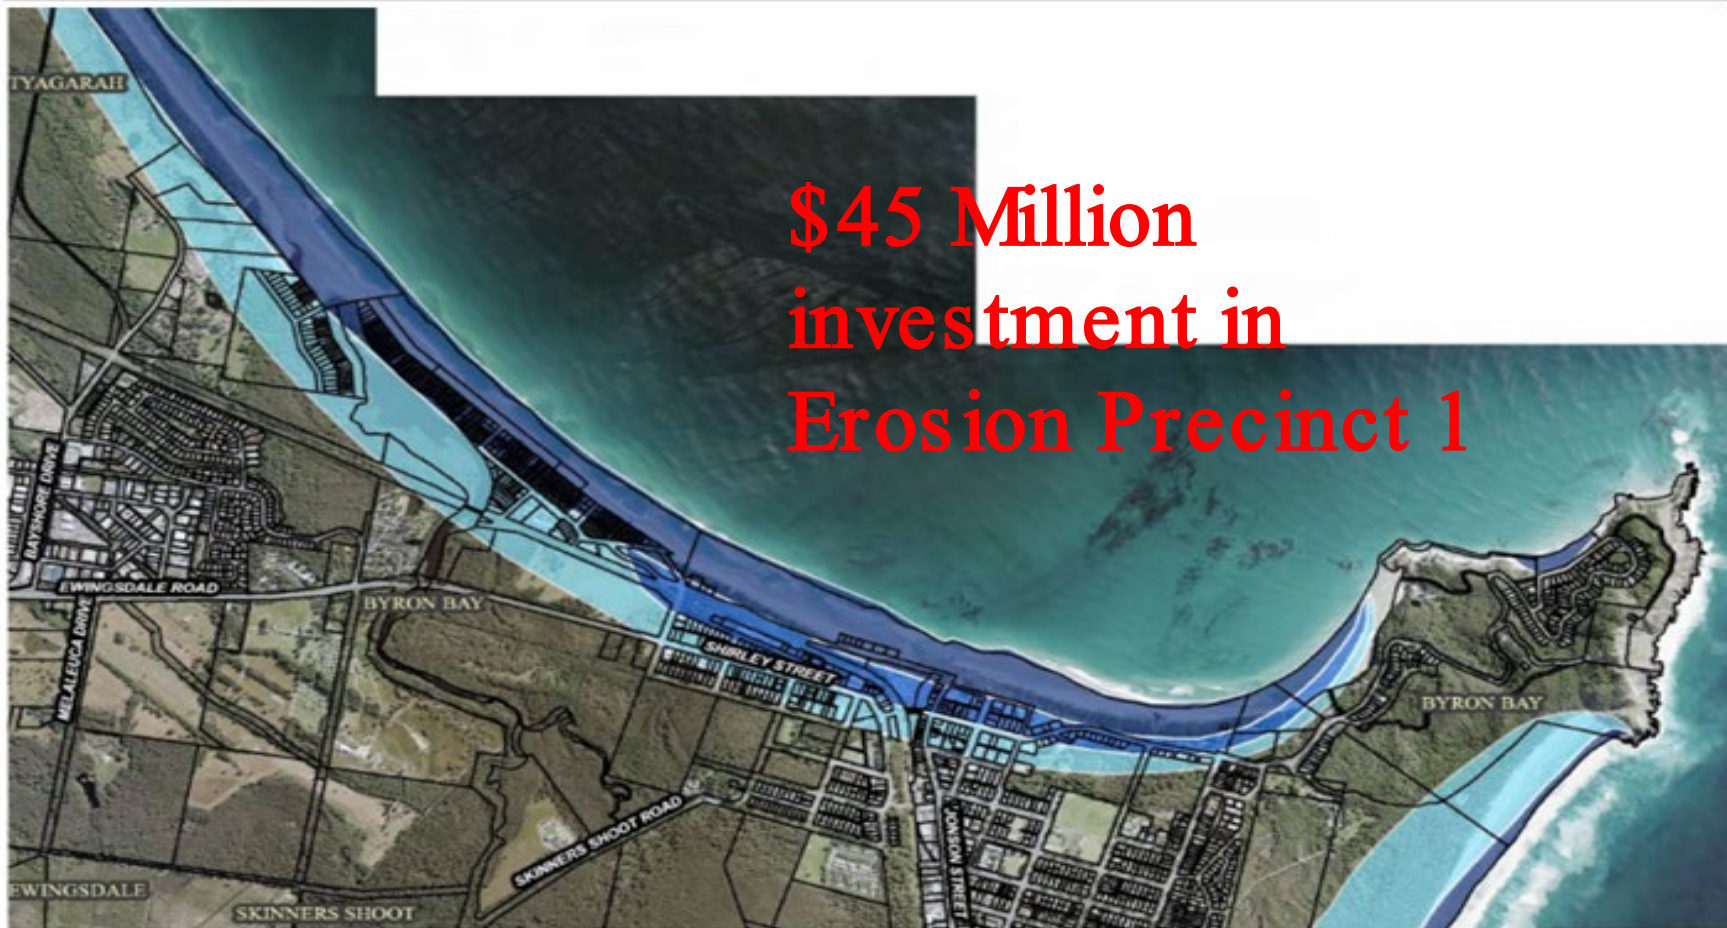 TYAGARAH
$45 Million
investment in
Erosion Precinct 1
BAYSHORE DRIVE
EWINGSDALE ROAD
BYRON BAY
MELALEUCA DRIVE
SHIRLEY STREET
BYRON BAY
SKINNERS SHOOT ROAD
JONSON STREET
EWINGSDALE
SKINNERS SHOOT